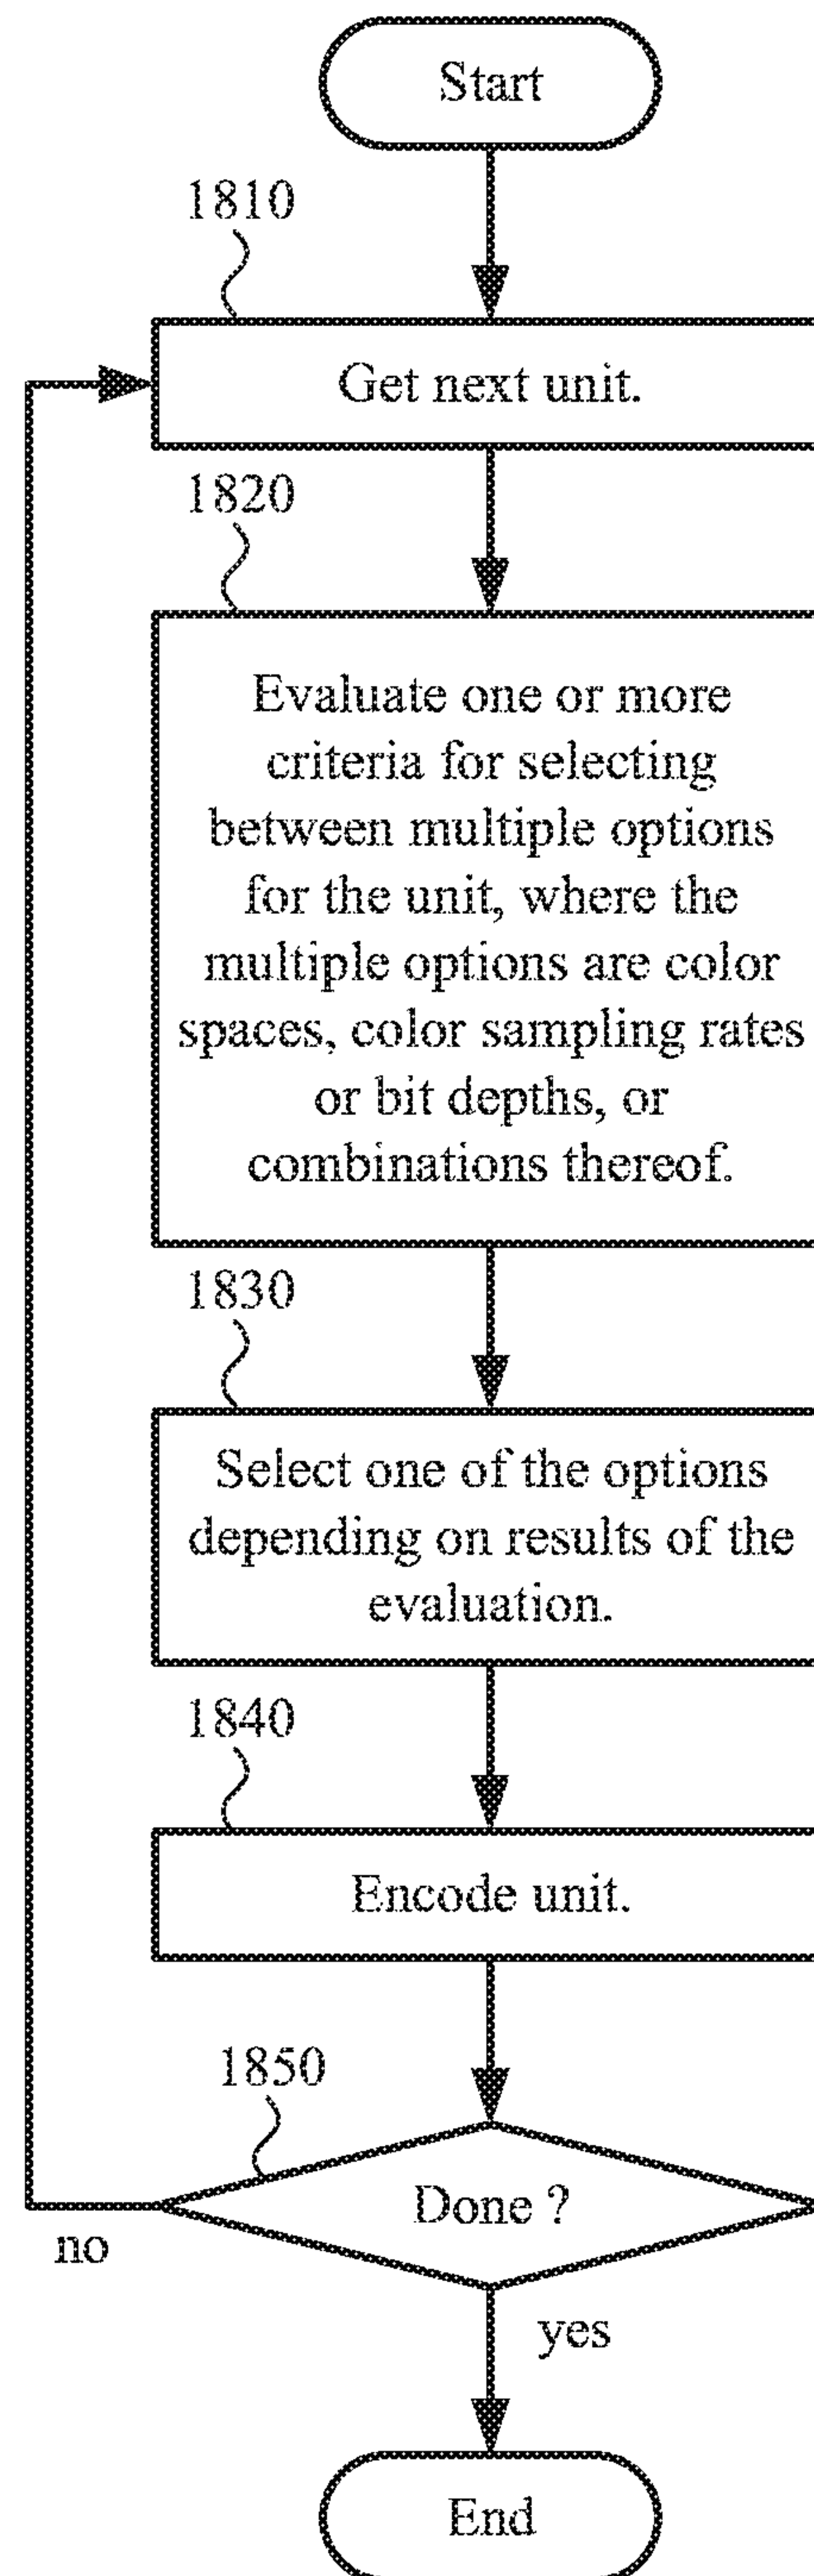 Start
1810
Get next unit.
1820
Evaluate one or more
criteria for selecting
between multiple options
for the unit, where the
multiple options are color
spaces, color sampling rates
or bit depths, or
combinations thereof.
1830
Select one of the options
depending on results of the
evaluation.
1840
Encode unit.
1850
Done ?
no
yes
End